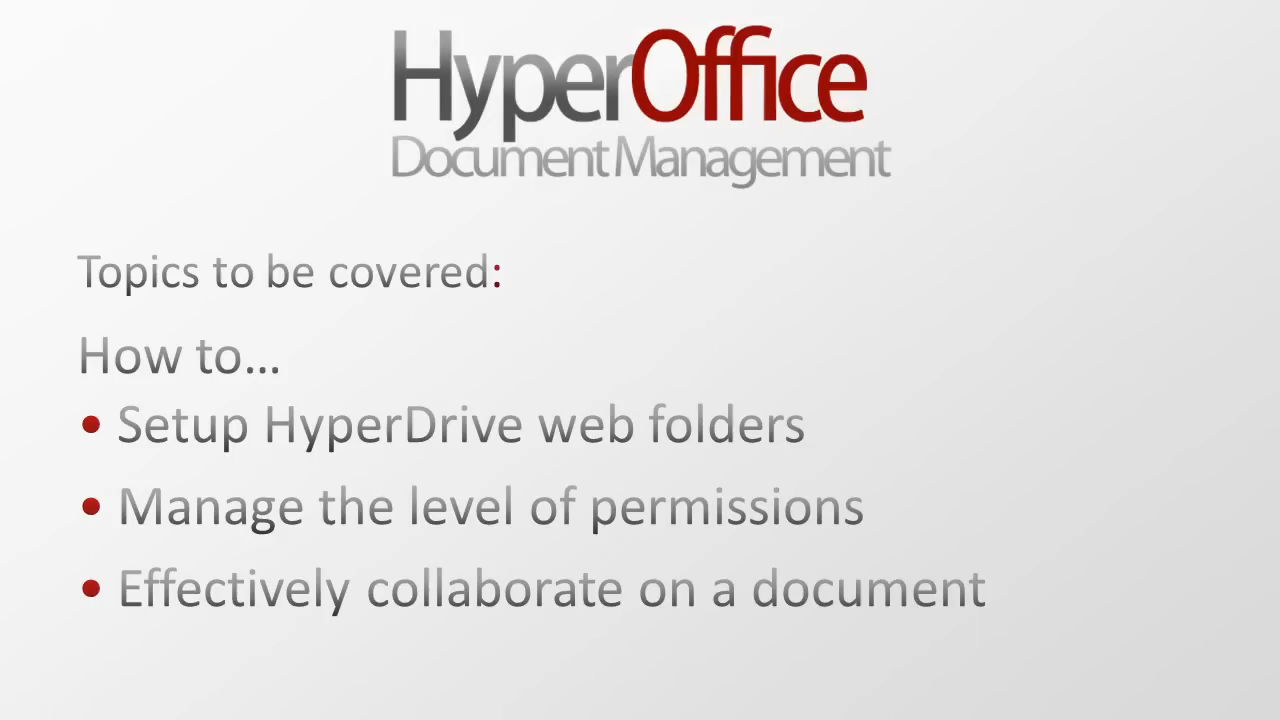 HyperOffice
Document Management
Topics to be covered:
How to...
• Setup HyperDrive web folders
• Manage the level of permissions
• Effectively collaborate on a document